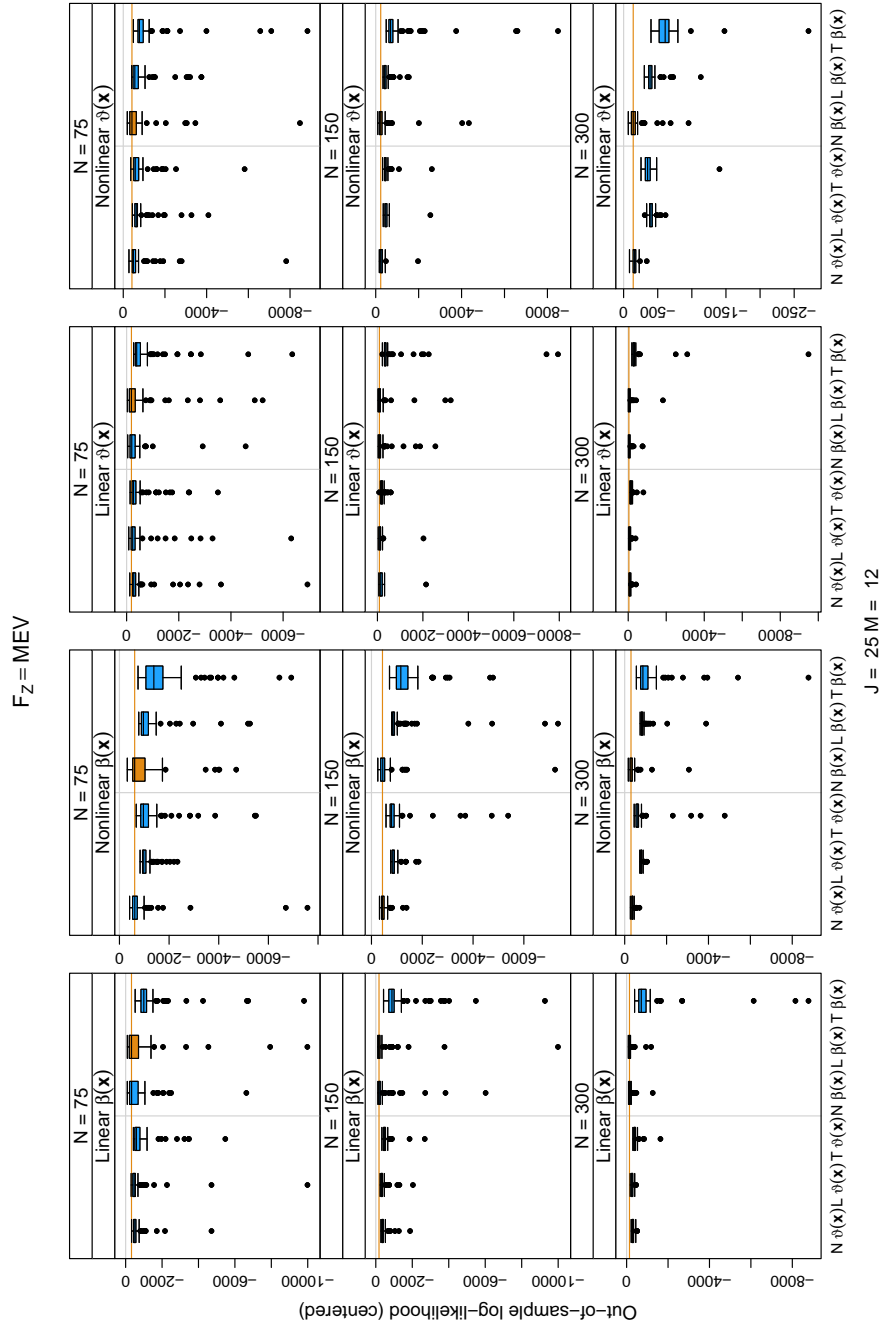 F_Z = MEV
N = 75
N = 75
N = 75
N = 75
Linear β(x)
Nonlinear β(x)
Linear ϑ(x)
Nonlinear ϑ(x)
0 −2000 −6000 −10000
0 −2000 −4000 −6000
0 −2000 −4000 −6000
0 −4000 −8000
N = 150
N = 150
N = 150
N = 150
Linear β(x)
Nonlinear β(x)
Linear ϑ(x)
Nonlinear ϑ(x)
0 −2000 −6000 −10000
0 −2000 −4000 −6000
0 −2000 −4000 −6000 −8000
0 −4000 −8000
N = 300
N = 300
N = 300
N = 300
Linear β(x)
Nonlinear β(x)
Linear ϑ(x)
Nonlinear ϑ(x)
0 −4000 −8000
0 −4000 −8000
0 −4000 −8000
0 −500 −1500 −2500
N ϑ(x) L ϑ(x) T ϑ(x) N β(x) L β(x) T β(x)
N ϑ(x) L ϑ(x) T ϑ(x) N β(x) L β(x) T β(x)
N ϑ(x) L ϑ(x) T ϑ(x) N β(x) L β(x) T β(x)
N ϑ(x) L ϑ(x) T ϑ(x) N β(x) L β(x) T β(x)
Out−of−sample log−likelihood (centered)
J = 25 M = 12